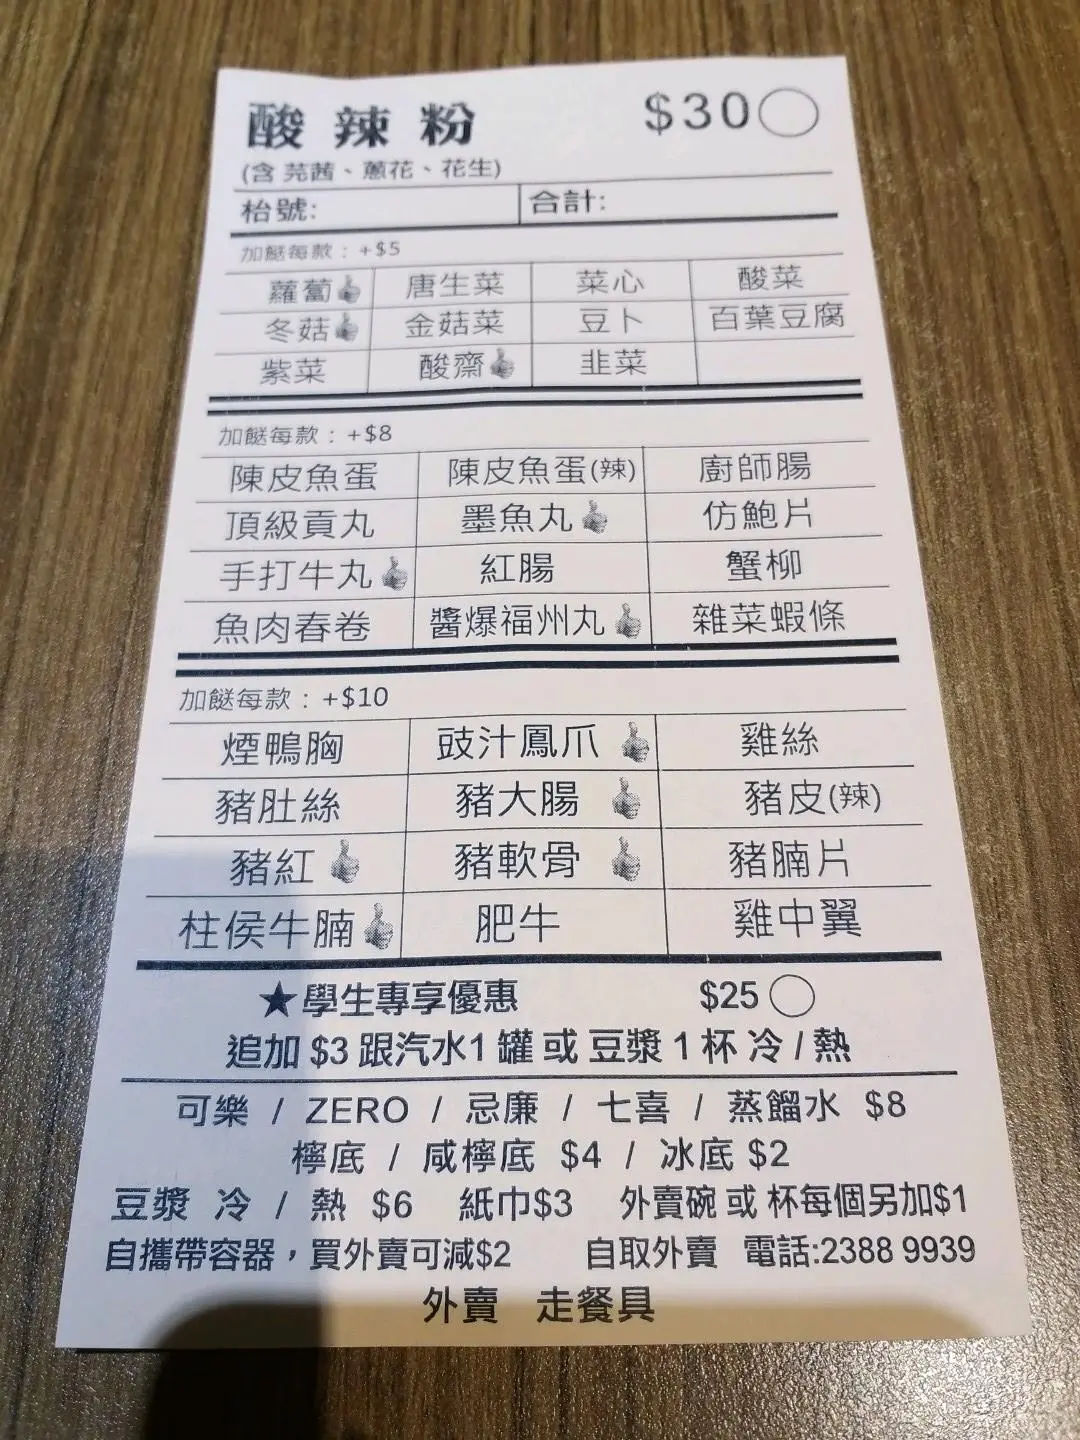 酸辣粉 $30
(含 芫茜、蔥花、花生)
枱號: 合計:
加餸每款：+$5
蘿蔔 唐生菜 菜心 酸菜
冬菇 金菇菜 豆卜 百葉豆腐
紫菜 酸齋 韭菜
加餸每款：+$8
陳皮魚蛋 陳皮魚蛋(辣) 廚師腸
頂級貢丸 墨魚丸 仿鮑片
手打牛丸 紅腸 蟹柳
魚肉春卷 醬爆福州丸 雜菜蝦條
加餸每款：+$10
煙鴨胸 豉汁鳳爪 雞絲
豬肚絲 豬大腸 豬皮(辣)
豬紅 豬軟骨 豬腩片
柱侯牛腩 肥牛 雞中翼
★學生專享優惠 $25
追加 $3 跟汽水1 罐 或 豆漿 1 杯 冷 / 熱
可樂 / ZERO / 忌廉 / 七喜 / 蒸餾水 $8
檸底 / 咸檸底 $4 / 冰底 $2
豆漿 冷 / 熱 $6 紙巾$3 外賣碗 或 杯每個另加$1
自攜帶容器，買外賣可減$2 自取外賣 電話:2388 9939
外賣 走餐具